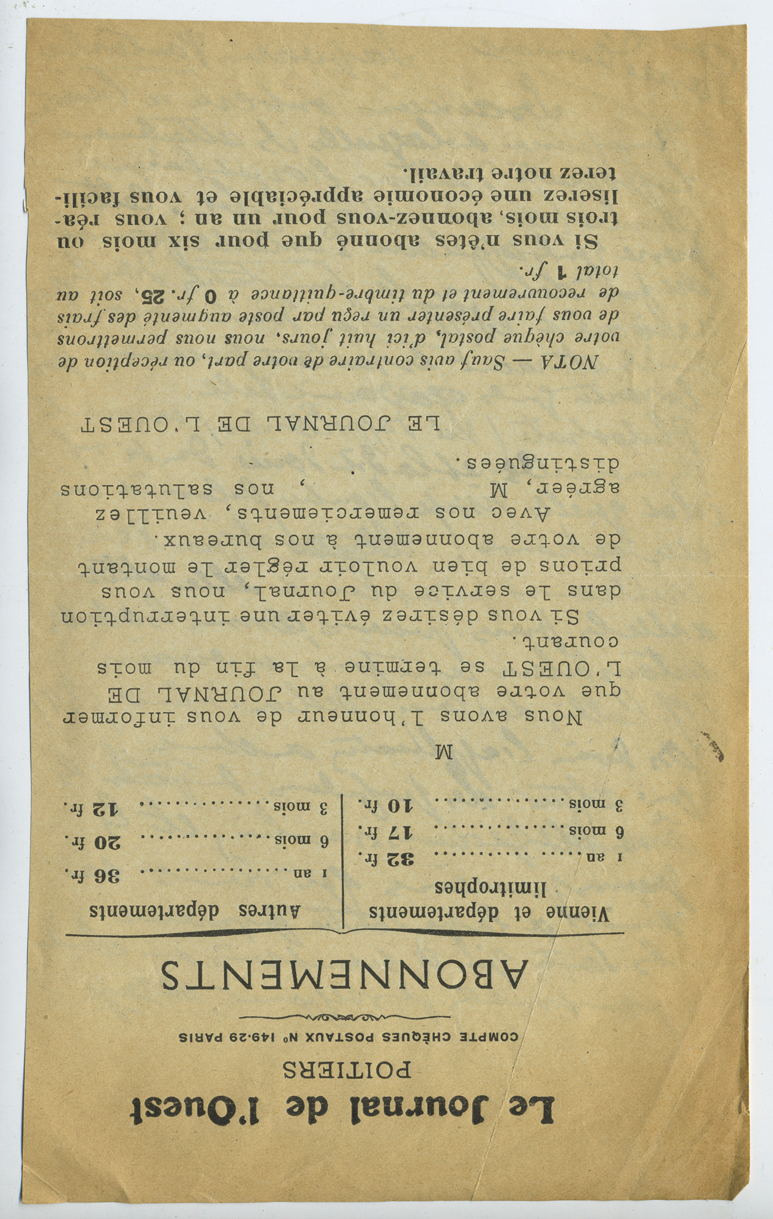 Le Journal de l'Ouest
POITIERS
COMPTE CHÈQUES POSTAUX Nº 149-29 PARIS
ABONNEMENTS
Vienne et départements
limitrophes
1 an ..... .......... 32 fr.
6 mois ................ 17 fr.
3 mois ................ 10 fr.
Autres départements
1 an .................. 36 fr.
6 mois ................ 20 fr.
3 mois ................ 12 fr.
M
Nous avons l'honneur de vous informer
que votre abonnement au JOURNAL DE
L'OUEST se termine à la fin du mois
courant.
Si vous désirez éviter une interruption
dans le service du Journal, nous vous
prions de bien vouloir régler le montant
de votre abonnement à nos bureaux.
Avec nos remerciements, veuillez
agréer, M , nos salutations
distinguées.
LE JOURNAL DE L'OUEST
NOTA — Sauf avis contraire de votre part, ou réception de
votre chèque postal, d'ici huit jours, nous nous permettrons
de vous faire présenter un reçu par poste augmenté des frais
de recouvrement et du timbre-quittance à 0 fr. 25, soit au
total 1 fr.
Si vous n'êtes abonné que pour six mois ou
trois mois, abonnez-vous pour un an ; vous réa-
liserez une économie appréciable et vous facili-
terez notre travail.